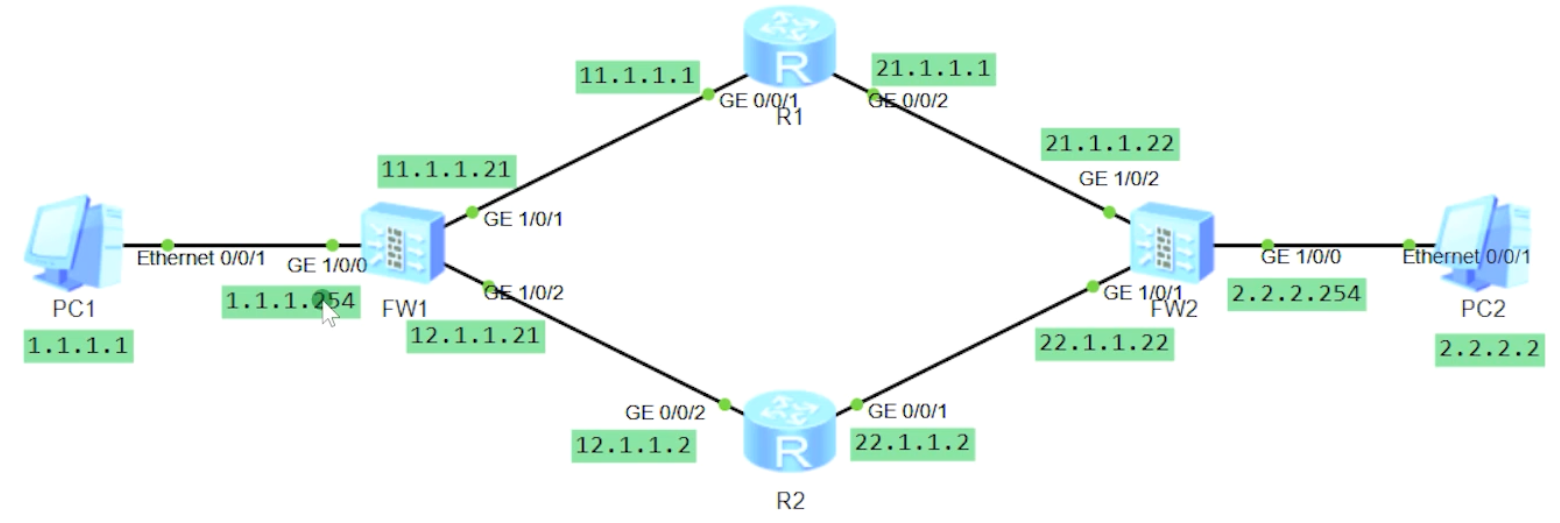 R
11.1.1.1
21.1.1.1
GE 0/0/1
GE 0/0/2
R1
21.1.1.22
11.1.1.21
GE 1/0/2
GE 1/0/1
Ethernet 0/0/1
GE 1/0/0
GE 1/0/0
Ethernet 0/0/1
1.1.1.254
GE 1/0/2
GE 1/0/1
2.2.2.254
PC1
FW1
FW2
PC2
1.1.1.1
12.1.1.21
22.1.1.22
2.2.2.2
GE 0/0/2
GE 0/0/1
12.1.1.2
22.1.1.2
R
R2